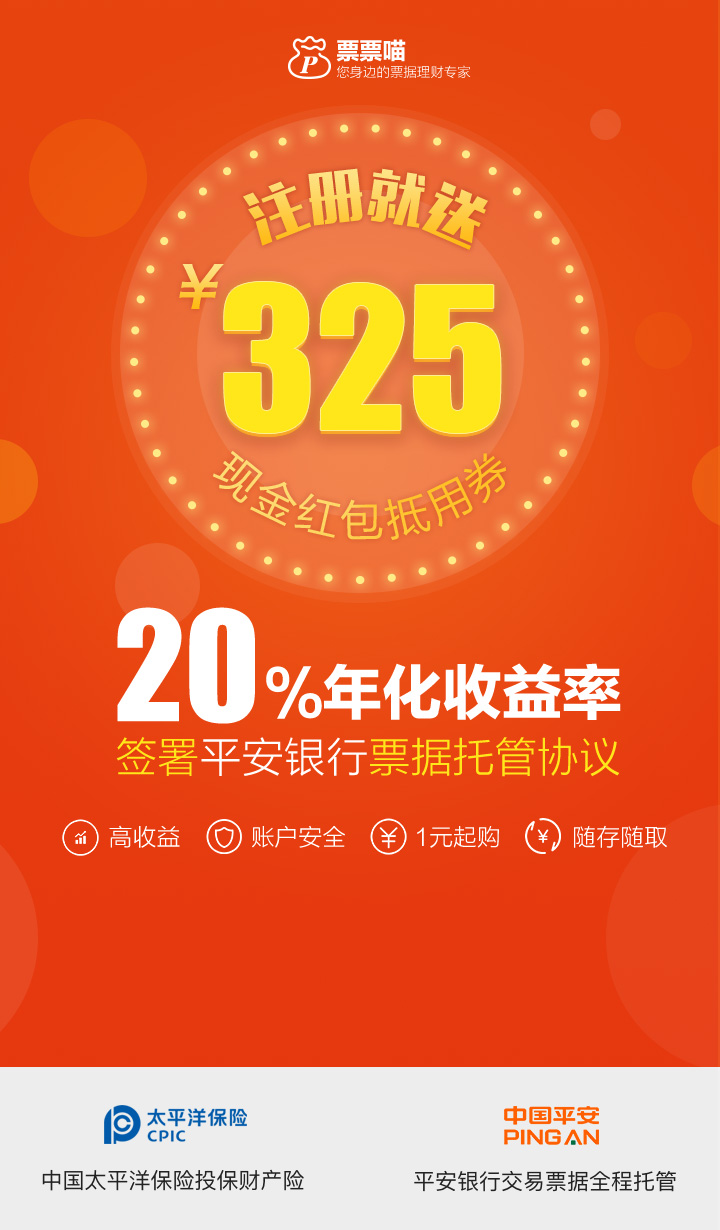 P
票票喵
您身边的票据理财专家
注册就送
¥325
现金红包抵用券
20%年化收益率
签署平安银行票据托管协议
高收益 账户安全 ¥ 1元起购 ¥ 随存随取
太平洋保险
CPIC
中国太平洋保险投保财产险
中国平安
PINGAN
平安银行交易票据全程托管